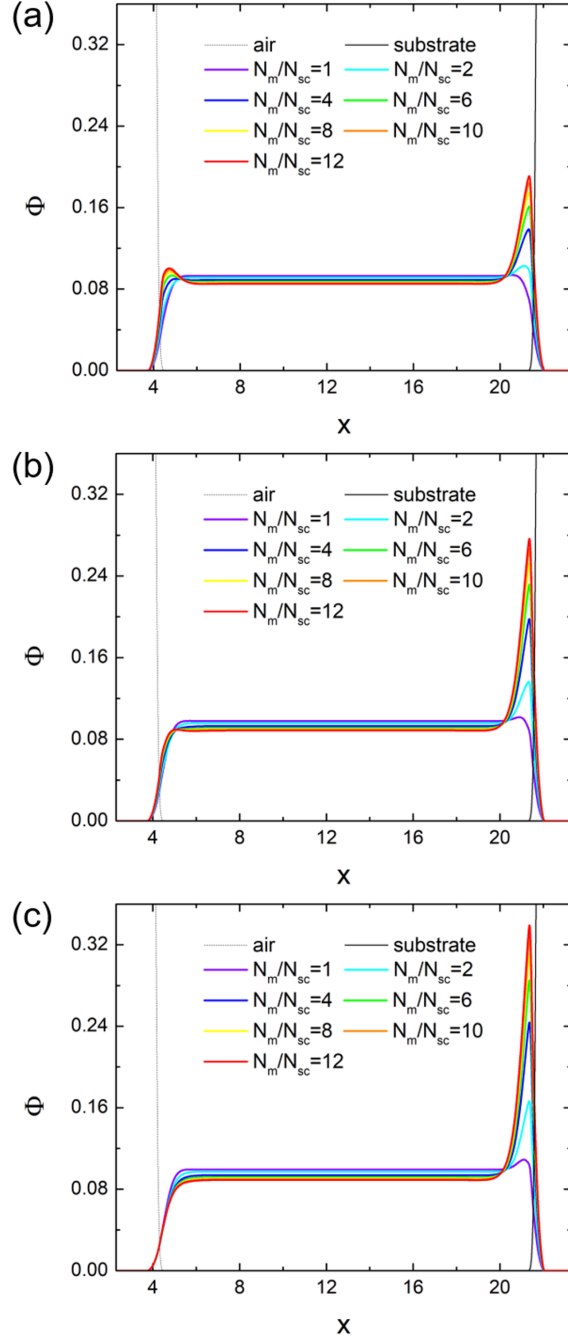 (a)
0.36
air substrate
N_m/N_sc=1 N_m/N_sc=2
N_m/N_sc=4 N_m/N_sc=6
0.24
N_m/N_sc=8 N_m/N_sc=10
N_m/N_sc=12
Φ
0.16
0.08
0.00
4 8 12 16 20
x
(b)
0.36
air substrate
N_m/N_sc=1 N_m/N_sc=2
N_m/N_sc=4 N_m/N_sc=6
0.24
N_m/N_sc=8 N_m/N_sc=10
N_m/N_sc=12
Φ
0.16
0.08
0.00
4 8 12 16 20
x
(c)
0.32
air substrate
N_m/N_sc=1 N_m/N_sc=2
N_m/N_sc=4 N_m/N_sc=6
0.24
N_m/N_sc=8 N_m/N_sc=10
N_m/N_sc=12
Φ
0.16
0.08
0.00
4 8 12 16 20
x